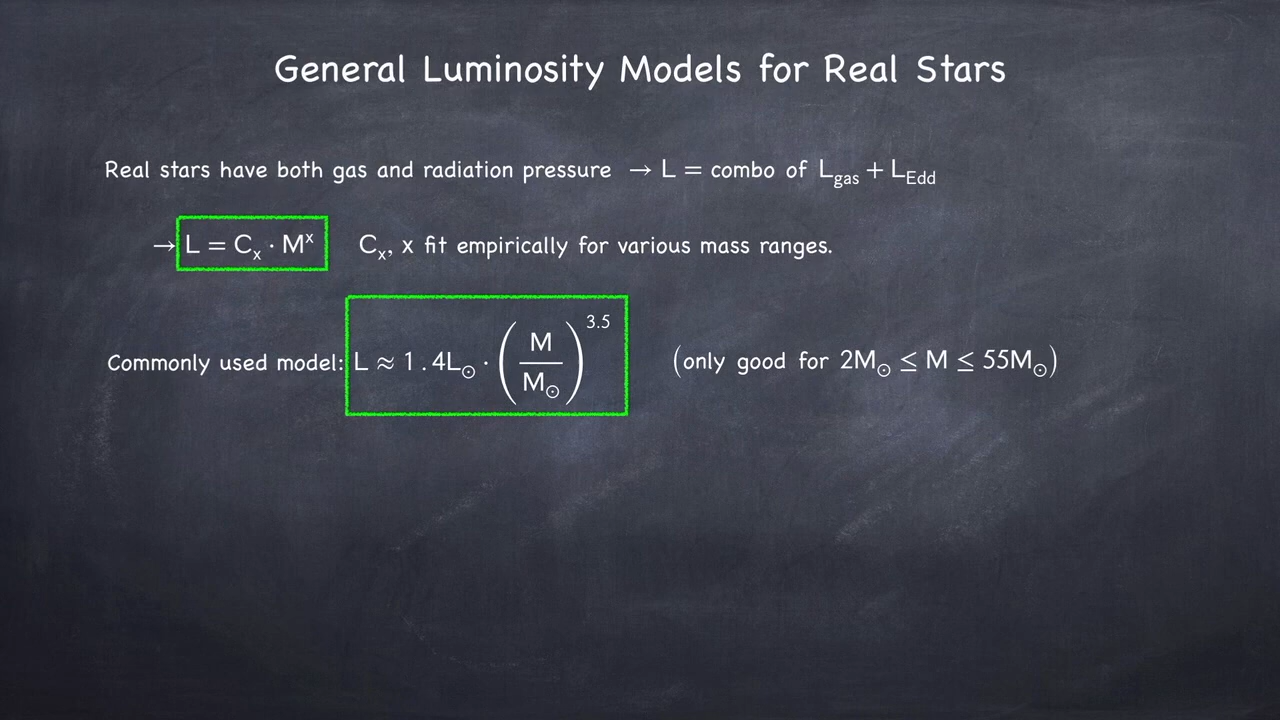 General Luminosity Models for Real Stars
Real stars have both gas and radiation pressure → L = combo of L_gas + L_Edd
→ L = C_x · M^x C_x, x fit empirically for various mass ranges.
Commonly used model: L ≈ 1.4L_⊙ · (M/M_⊙)^3.5 (only good for 2M_⊙ ≤ M ≤ 55M_⊙)